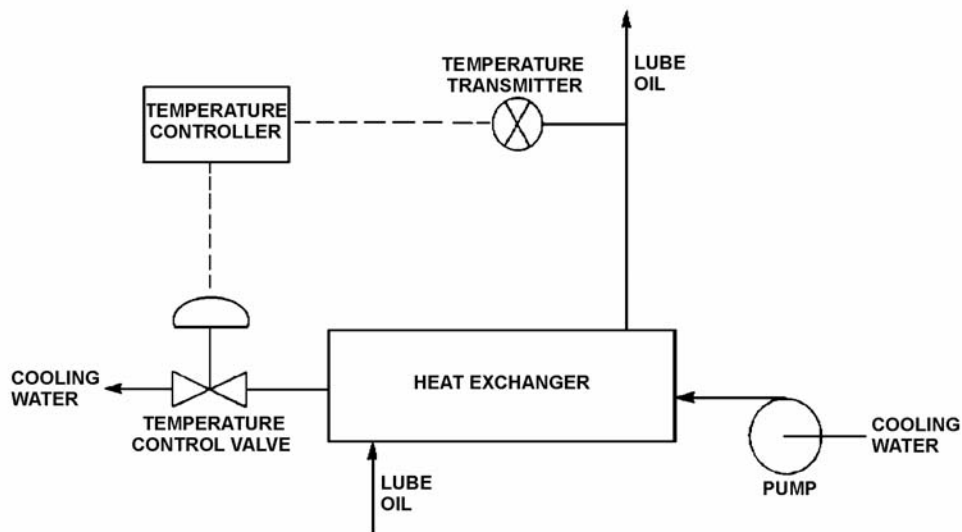 TEMPERATURE
TRANSMITTER
LUBE
OIL
TEMPERATURE
CONTROLLER
COOLING
WATER
TEMPERATURE
CONTROL VALVE
HEAT EXCHANGER
COOLING
WATER
PUMP
LUBE
OIL